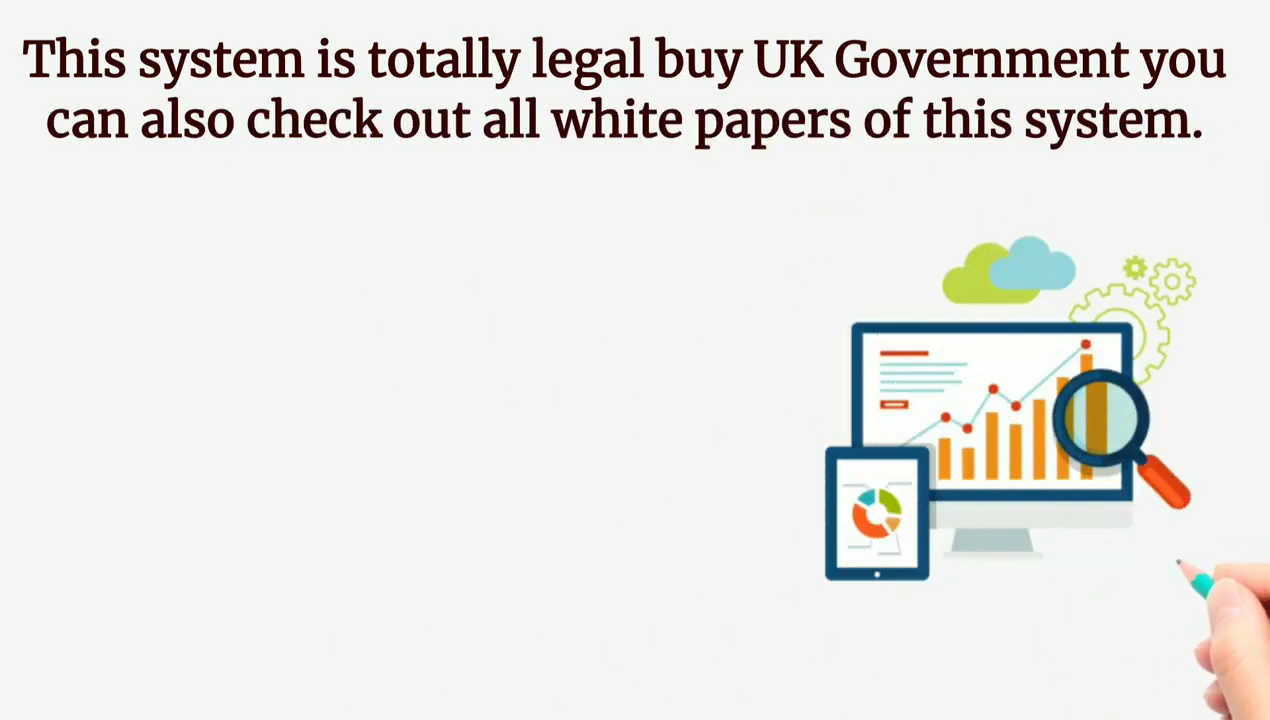 This system is totally legal buy UK Government you
can also check out all white papers of this system.